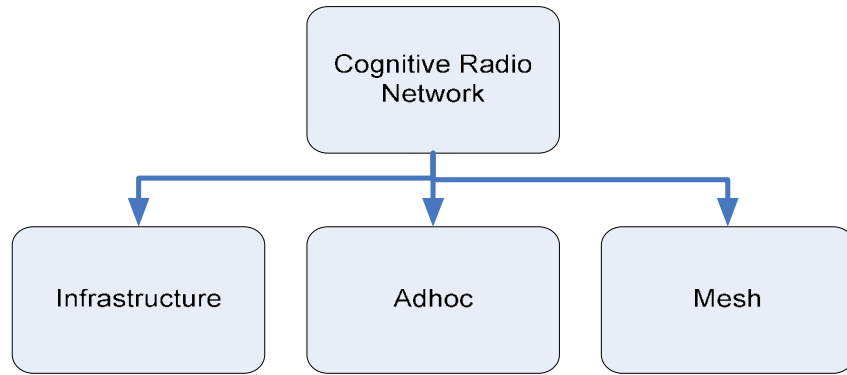 Cognitive Radio
Network
Infrastructure
Adhoc
Mesh